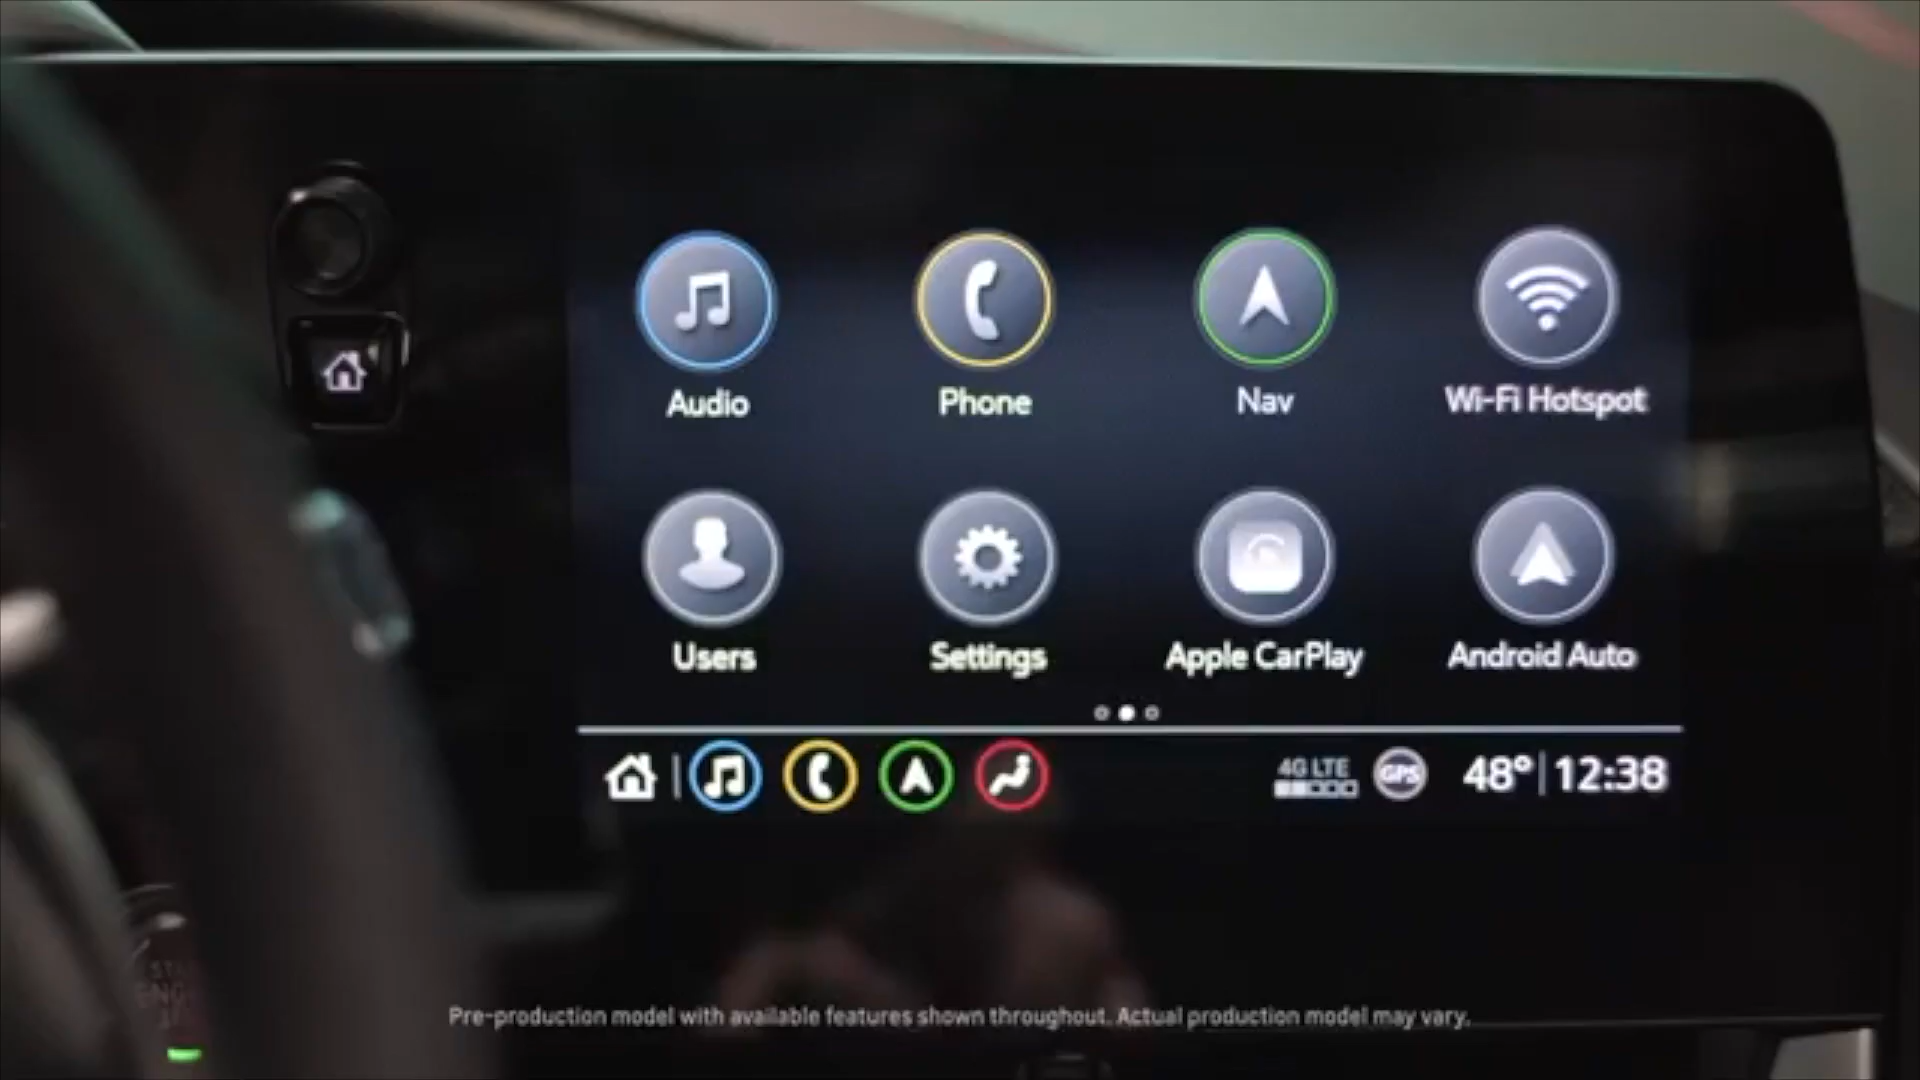 Audio
Phone
Nav
Wi-Fi Hotspot
Users
Settings
Apple CarPlay
Android Auto
4G LTE
GPS
48° 12:38
Pre-production model with available features shown throughout. Actual production model may vary.